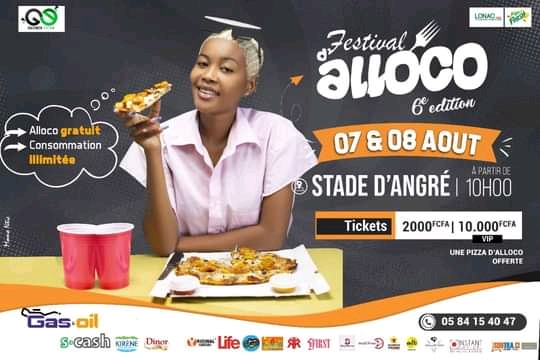 LONACI
Festival
d'alloco
6e edition
Alloco gratuit
Consommation
illimitée
07 & 08 AOUT
STADE D'ANGRÉ
À PARTIR DE
10H00
Tickets
2000FCFA | 10.000FCFA
VIP
UNE PIZZA D'ALLOCO
OFFERTE
Gas-oil
05 84 15 40 47
s-cash
KIRÈNE
Dinor
Life
FIRST